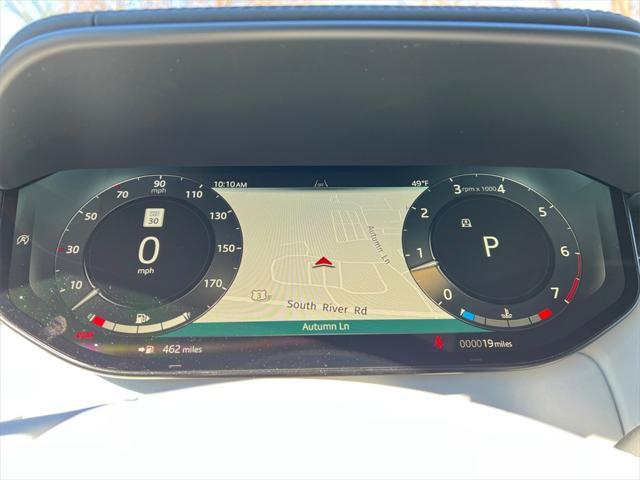 10:10 AM
49°F
90
mph
70
110
50
130
30
150
10
170
30
0
mph
Autumn Ln
3
South River Rd
Autumn Ln
3 rpm x 1000 4
2
5
1
6
0
7
P
462 miles
000019 miles